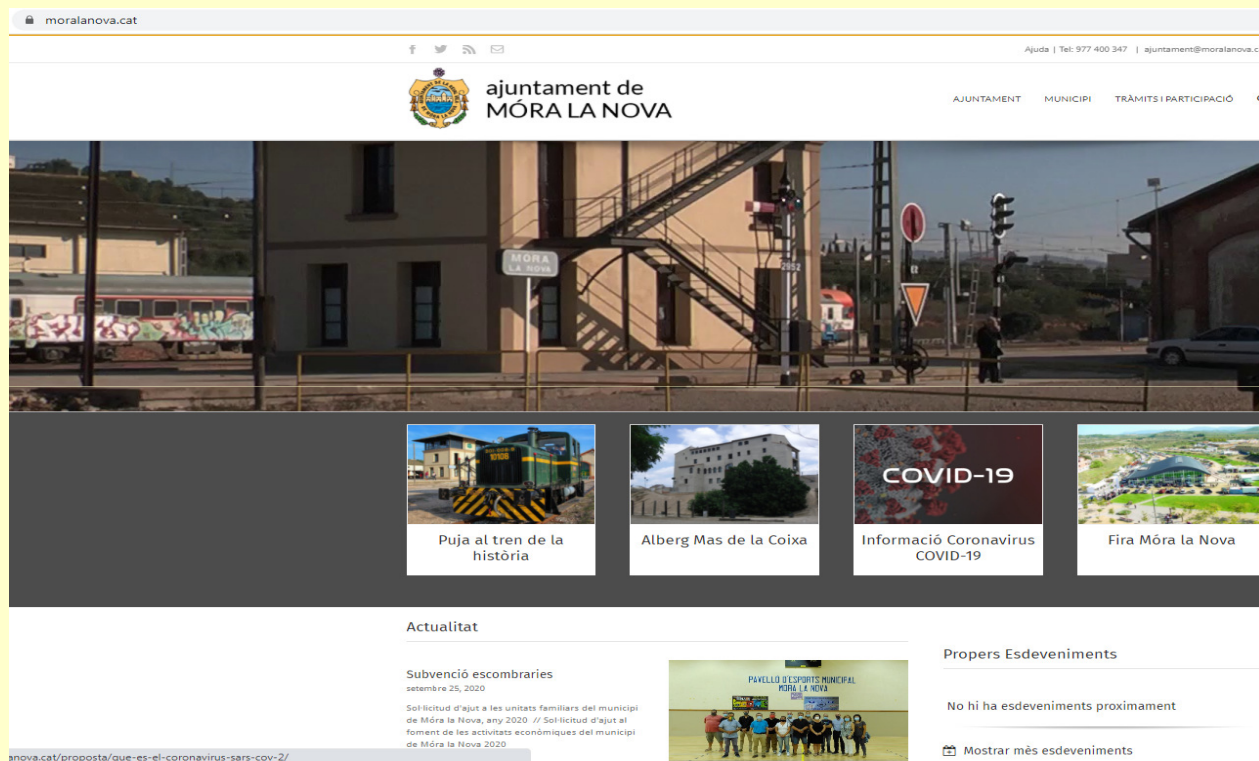 moralanova.cat
Ajuda | Tel: 977 400 347 | ajuntament@moralanova.c
ajuntament de
MÓRA LA NOVA
AJUNTAMENT MUNICIPI TRÀMITS I PARTICIPACIÓ
MÓRA
LA NOVA
2952
10106
COVID-19
Puja al tren de la
història
Alberg Mas de la Coixa
Informació Coronavirus
COVID-19
Fira Móra la Nova
Actualitat
Subvenció escombraries
setembre 25, 2020
Sol·licitud d'ajut a les unitats familiars del municipi
de Móra la Nova, any 2020 // Sol·licitud d'ajut al
foment de les activitats econòmiques del municipi
de Móra la Nova 2020
PAVELLÓ D'ESPORTS MUNICIPAL
MÓRA LA NOVA
Propers Esdeveniments
No hi ha esdeveniments proximament
Mostrar mès esdeveniments
anova.cat/proposta/que-es-el-coronavirus-sars-cov-2/